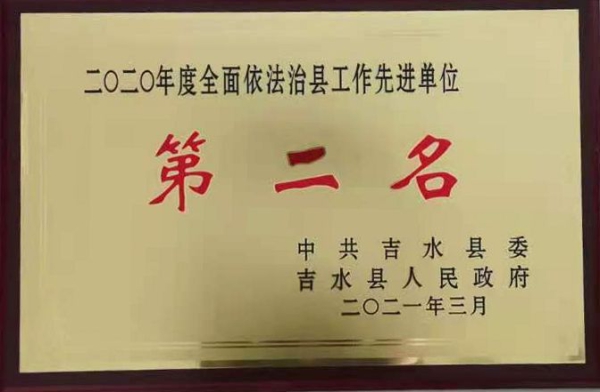 二〇二〇年度全面依法治县工作先进单位
第二名
中共吉水县委
吉水县人民政府
二〇二一年三月